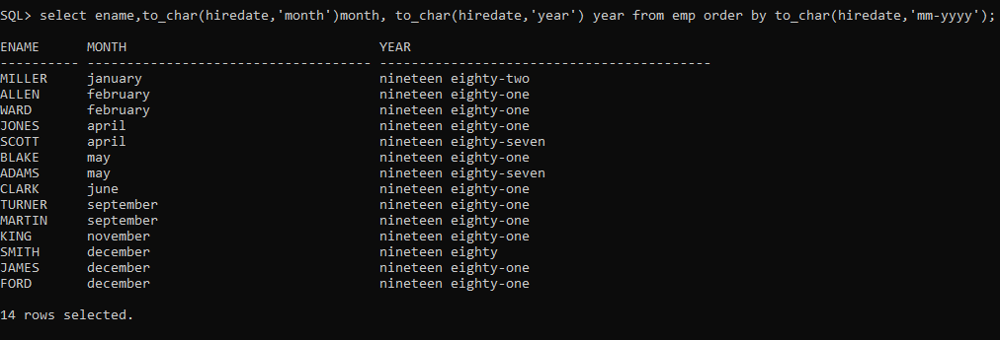 SQL> select ename,to_char(hiredate,'month')month, to_char(hiredate,'year') year from emp order by to_char(hiredate,'mm-yyyy');
ENAME      MONTH                                YEAR
---------- ------------------------------------ ------------------------------------------
MILLER     january                              nineteen eighty-two
ALLEN      february                             nineteen eighty-one
WARD       february                             nineteen eighty-one
JONES      april                                nineteen eighty-one
SCOTT      april                                nineteen eighty-seven
BLAKE      may                                  nineteen eighty-one
ADAMS      may                                  nineteen eighty-seven
CLARK      june                                 nineteen eighty-one
TURNER     september                            nineteen eighty-one
MARTIN     september                            nineteen eighty-one
KING       november                             nineteen eighty-one
SMITH      december                             nineteen eighty
JAMES      december                             nineteen eighty-one
FORD       december                             nineteen eighty-one
14 rows selected.